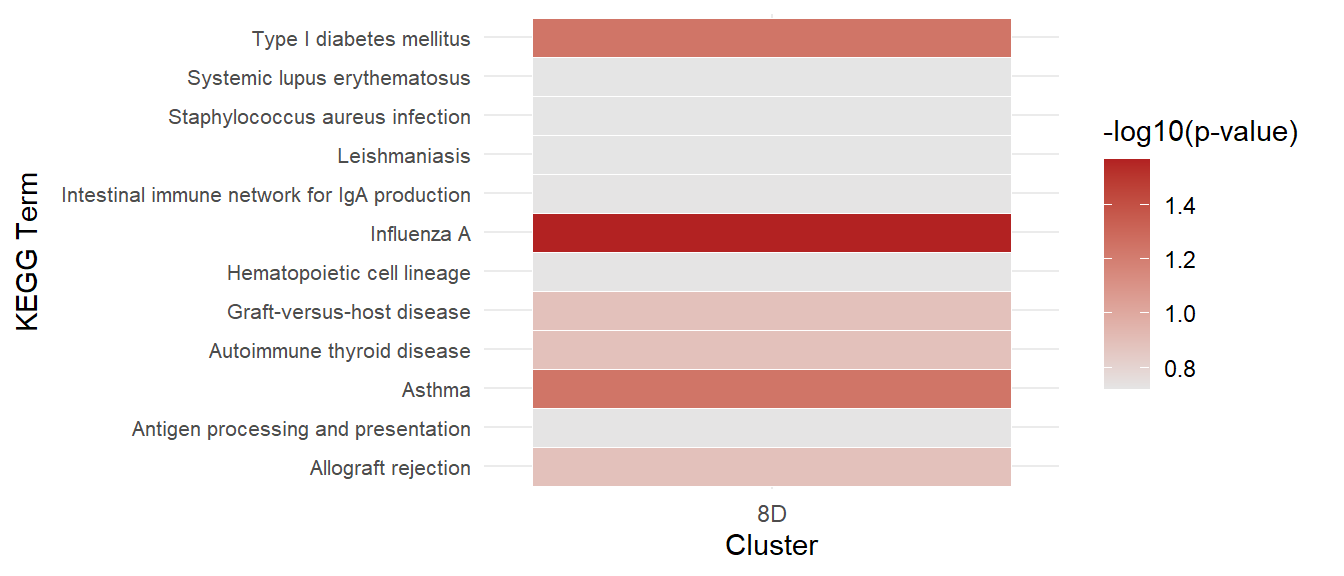 KEGG Term
Type I diabetes mellitus
Systemic lupus erythematosus
Staphylococcus aureus infection
Leishmaniasis
Intestinal immune network for IgA production
Influenza A
Hematopoietic cell lineage
Graft-versus-host disease
Autoimmune thyroid disease
Asthma
Antigen processing and presentation
Allograft rejection
8D
Cluster
-log10(p-value)
1.4
1.2
1.0
0.8